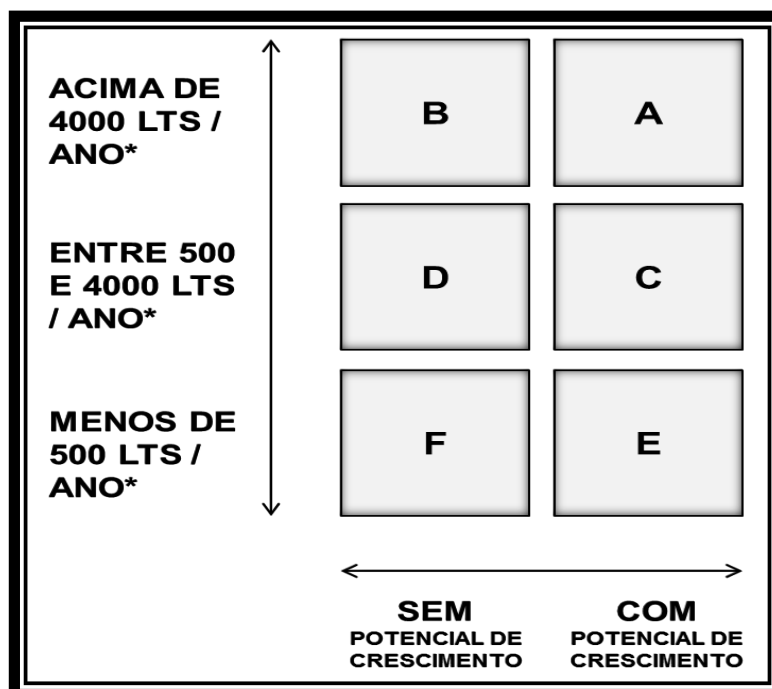 ACIMA DE
4000 LTS /
ANO*
B
A
ENTRE 500
E 4000 LTS
/ ANO*
D
C
MENOS DE
500 LTS /
ANO*
F
E
SEM
POTENCIAL DE
CRESCIMENTO
COM
POTENCIAL DE
CRESCIMENTO